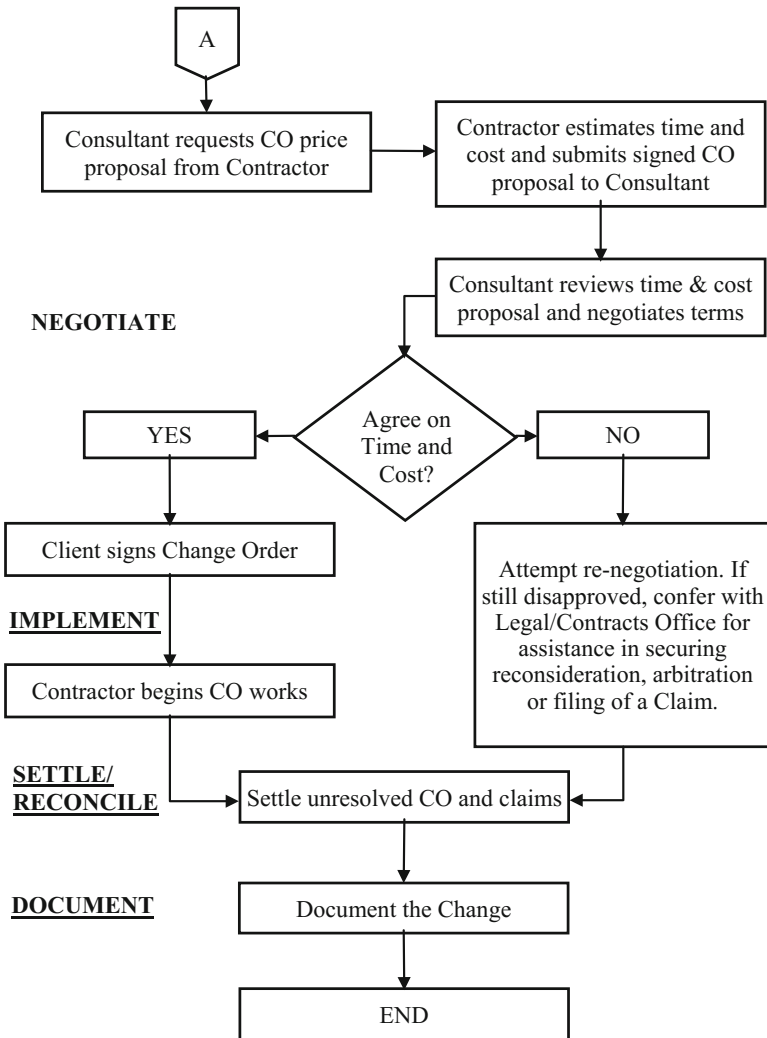 A
Consultant requests CO price
proposal from Contractor
Contractor estimates time and
cost and submits signed CO
proposal to Consultant
Consultant reviews time & cost
proposal and negotiates terms
NEGOTIATE
Agree on
Time and
Cost?
YES
NO
Client signs Change Order
Attempt re-negotiation. If
still disapproved, confer with
Legal/Contracts Office for
assistance in securing
reconsideration, arbitration
or filing of a Claim.
IMPLEMENT
Contractor begins CO works
SETTLE/
RECONCILE
Settle unresolved CO and claims
DOCUMENT
Document the Change
END